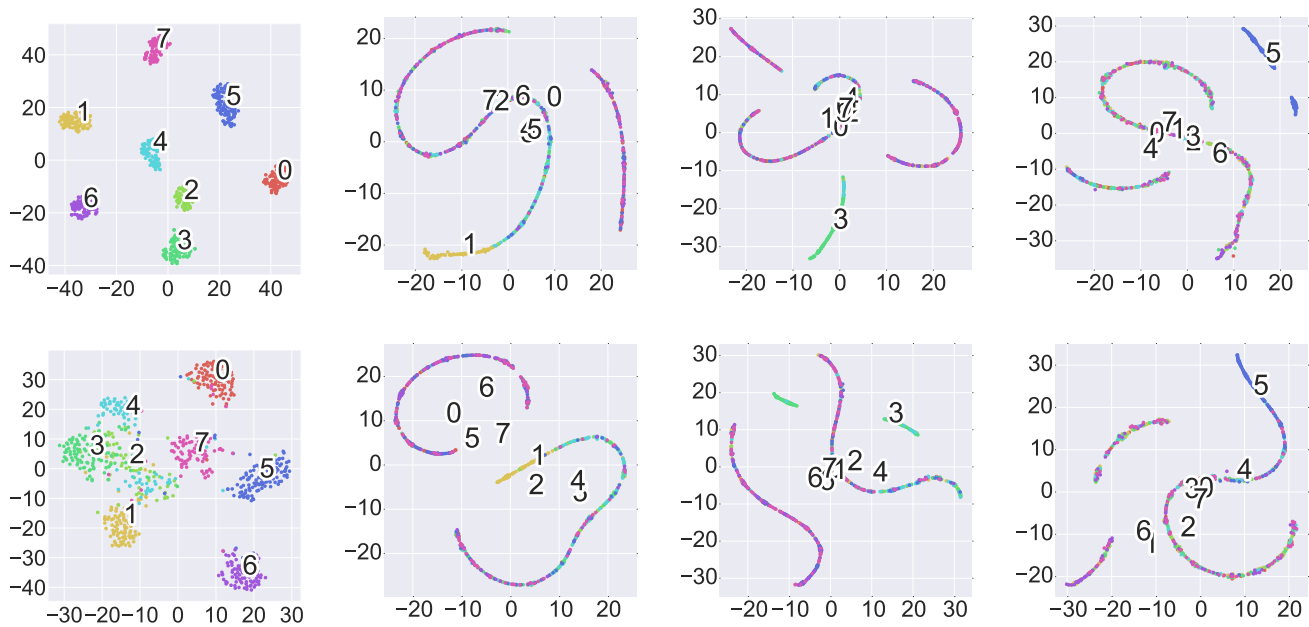 40 20 0 −20 −40
7 5 1 4 0 2 6 3
−40 −20 0 20 40
20 10 0 −10 −20
6 0 7 2 5 1
−20 −10 0 10 20
30 20 10 0 −10 −20 −30
7 1 0 3
−20 −10 0 10 20
30 20 10 0 −10 −20 −30
5 7 0 1 3 4 6
−20 −10 0 10 20
30 20 10 0 −10 −20 −30 −40
0 4 3 2 7 5 1 6
−30 −20 −10 0 10 20 30
20 10 0 −10 −20
6 0 7 5 1 2 4
−20 −10 0 10 20
30 20 10 0 −10 −20 −30
3 2 7 1 4 6
−20 −10 0 10 20 30
30 20 10 0 −10 −20
5 4 3 0 7 2 6
−30 −20 −10 0 10 20